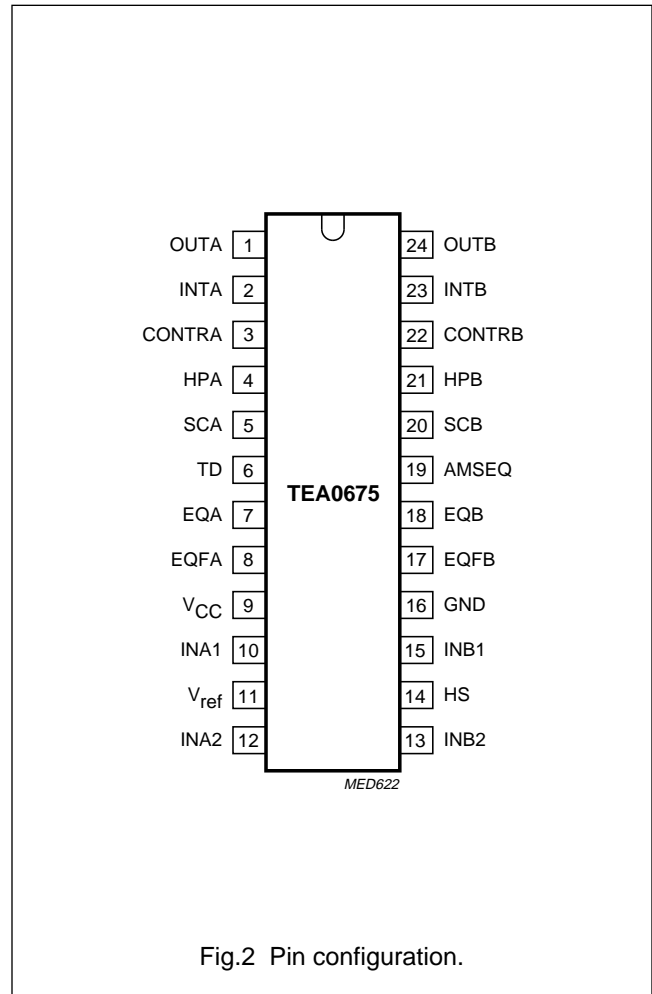 OUTA 1 24 OUTB
INTA 2 23 INTB
CONTRA 3 22 CONTRB
HPA 4 21 HPB
SCA 5 20 SCB
TD 6 19 AMSEQ
TEA0675
EQA 7 18 EQB
EQFA 8 17 EQFB
VCC 9 16 GND
INA1 10 15 INB1
Vref 11 14 HS
INA2 12 13 INB2
MED622
Fig.2 Pin configuration.